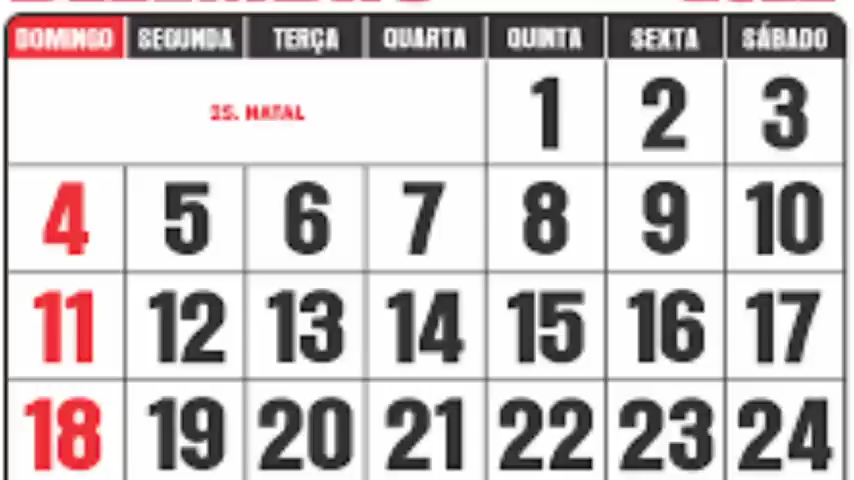 DOMINGO SEGUNDA TERÇA QUARTA QUINTA SEXTA SÁBADO
25. NATAL 1 2 3
4 5 6 7 8 9 10
11 12 13 14 15 16 17
18 19 20 21 22 23 24